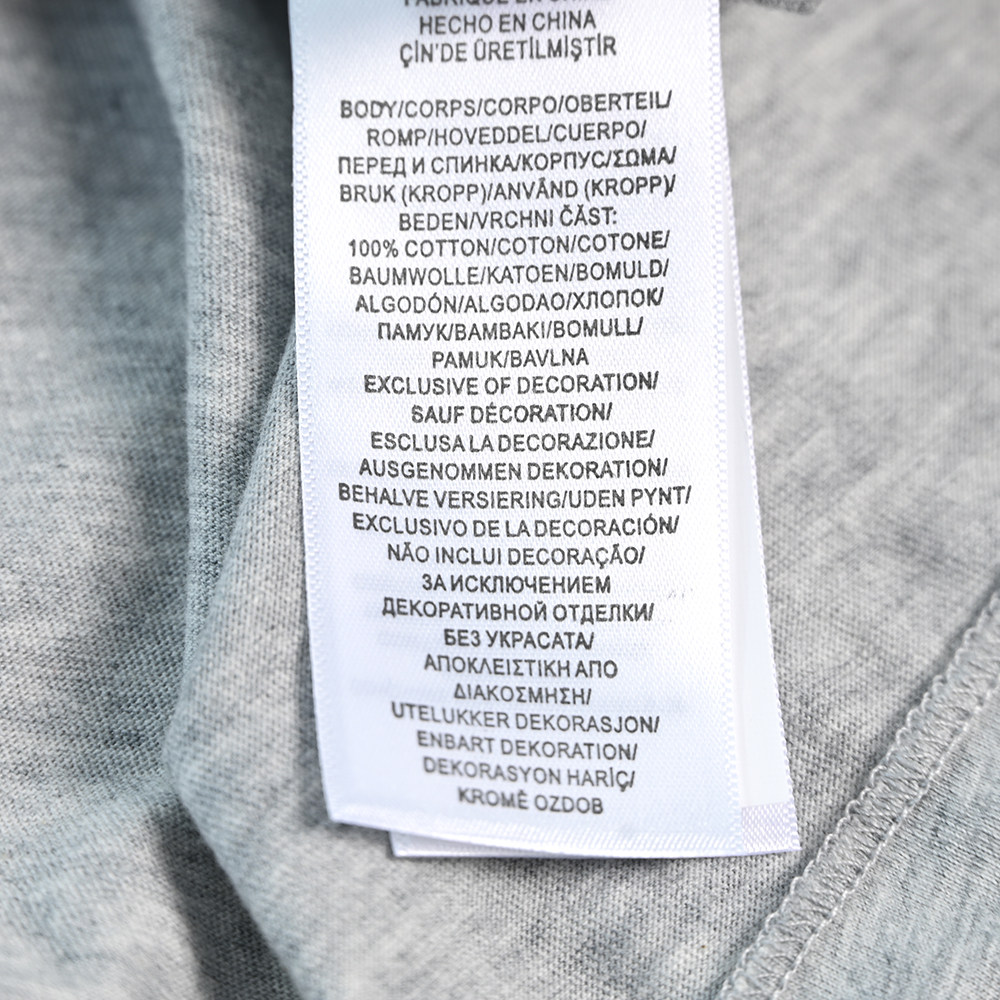 FABRIQUÉ EN CHINE
HECHO EN CHINA
ÇİN'DE ÜRETİLMİŞTİR
BODY/CORPS/CORPO/OBERTEIL/
ROMP/HOVEDDEL/CUERPO/
ПЕРЕД И СПИНКА/КОРПУС/ΣΩΜΑ/
BRUK (KROPP)/ANVÄND (KROPP)/
BEDEN/VRCHNI ČÁST:
100% COTTON/COTON/COTONE/
BAUMWOLLE/KATOEN/BOMULD/
ALGODÓN/ALGODAO/ХЛОПОК/
ПАМУК/BAMBAKI/BOMULL/
PAMUK/BAVLNA
EXCLUSIVE OF DECORATION/
SAUF DÉCORATION/
ESCLUSA LA DECORAZIONE/
AUSGENOMMEN DEKORATION/
BEHALVE VERSIERING/UDEN PYNT/
EXCLUSIVO DE LA DECORACIÓN/
NÃO INCLUI DECORAÇÃO/
ЗА ИСКЛЮЧЕНИЕМ
ДЕКОРАТИВНОЙ ОТДЕЛКИ/
БЕЗ УКРАСАТА/
ΑΠΟΚΛΕΙΣΤΙΚΗ ΑΠΟ
ΔΙΑΚΟΣΜΗΣΗ/
UTELUKKER DEKORASJON/
ENBART DEKORATION/
DEKORASYON HARİÇ/
KROMĚ OZDOB